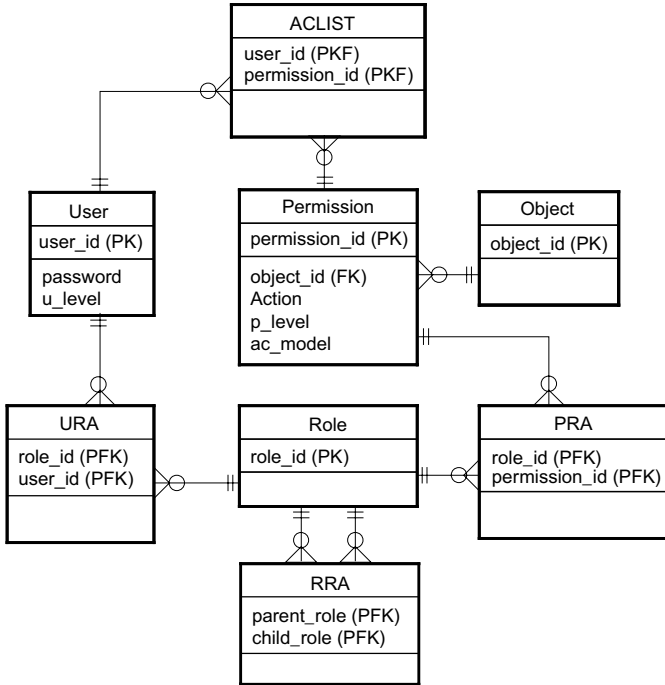 ACLIST
user_id (PKF)
permission_id (PKF)
User
user_id (PK)
password
u_level
Permission
permission_id (PK)
object_id (FK)
Action
p_level
ac_model
Object
object_id (PK)
URA
role_id (PFK)
user_id (PFK)
Role
role_id (PK)
PRA
role_id (PFK)
permission_id (PFK)
RRA
parent_role (PFK)
child_role (PFK)